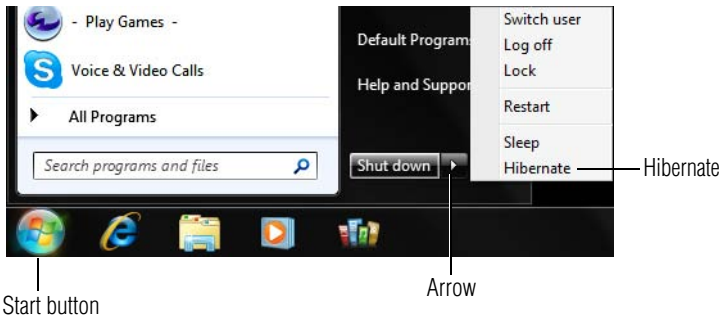 - Play Games -
Voice & Video Calls
All Programs
Search programs and files
Default Program
Help and Suppor
Shut down
Switch user
Log off
Lock
Restart
Sleep
Hibernate
Hibernate
Arrow
Start button